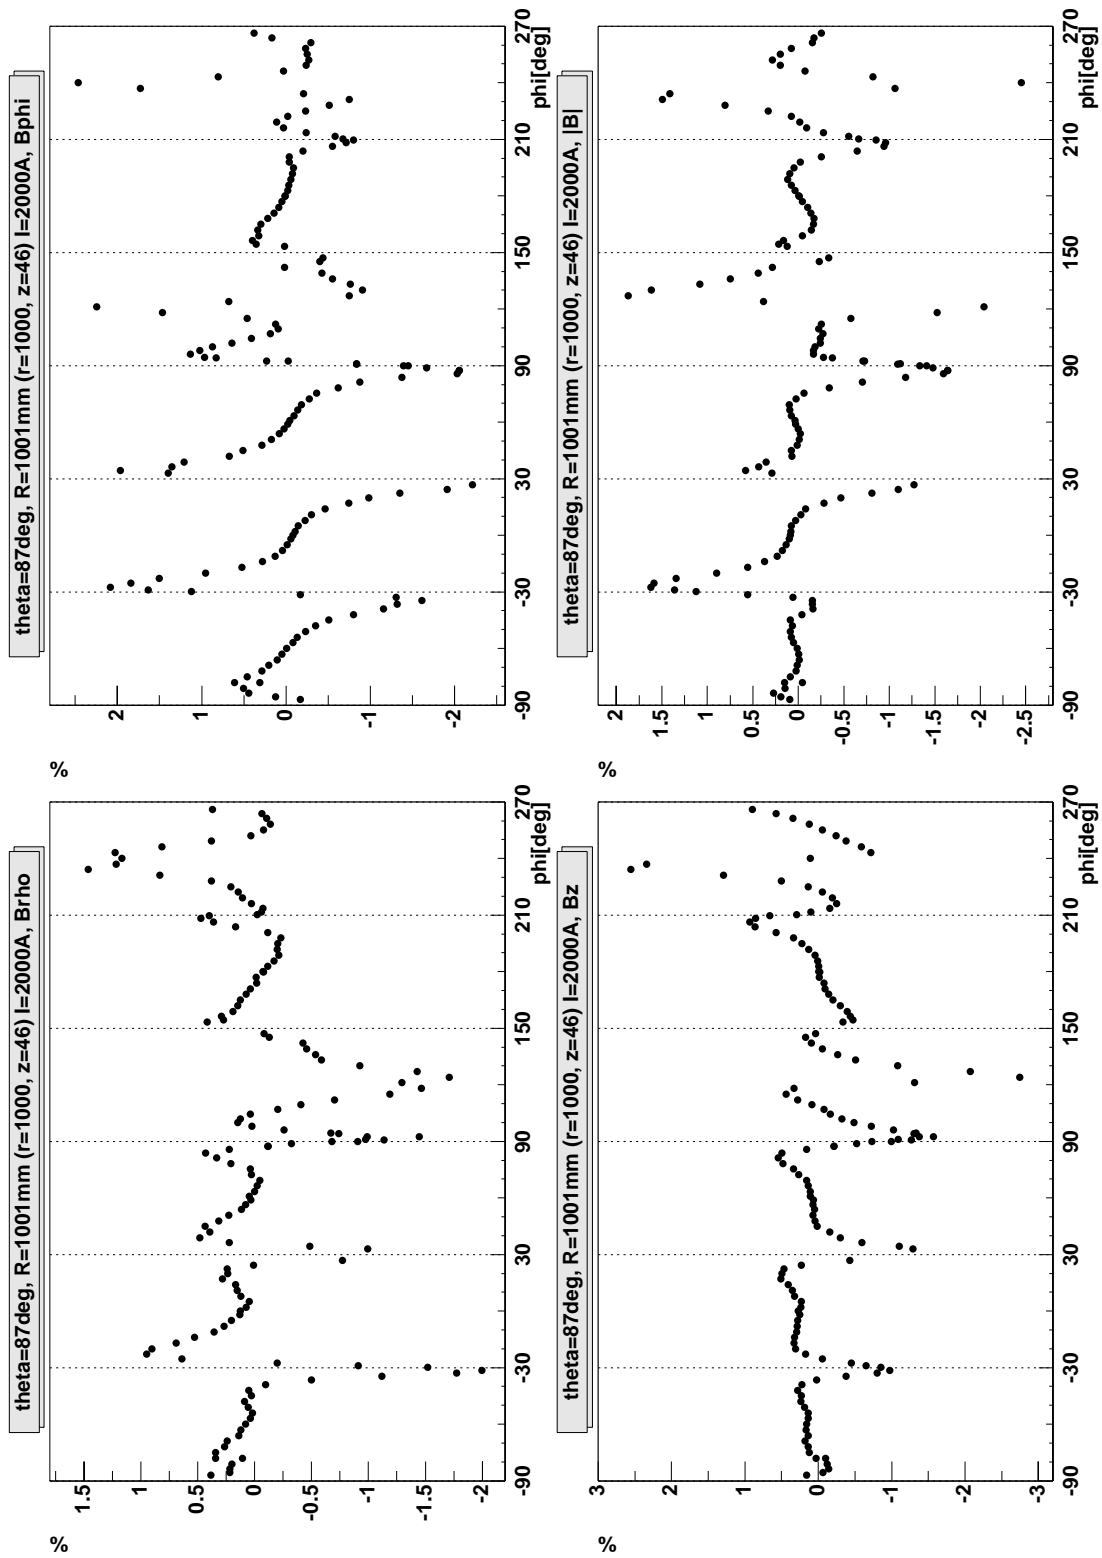 theta=87deg, R=1001mm (r=1000, z=46) I=2000A, Brho
%
1.5
1
0.5
0
-0.5
-1
-1.5
-2
-90 -30 30 90 150 210 270
phi[deg]
theta=87deg, R=1001mm (r=1000, z=46) I=2000A, Bphi
%
2
1
0
-1
-2
-90 -30 30 90 150 210 270
phi[deg]
theta=87deg, R=1001mm (r=1000, z=46) I=2000A, Bz
%
3
2
1
0
-1
-2
-3
-90 -30 30 90 150 210 270
phi[deg]
theta=87deg, R=1001mm (r=1000, z=46) I=2000A, |B|
%
2
1.5
1
0.5
0
-0.5
-1
-1.5
-2
-2.5
-90 -30 30 90 150 210 270
phi[deg]